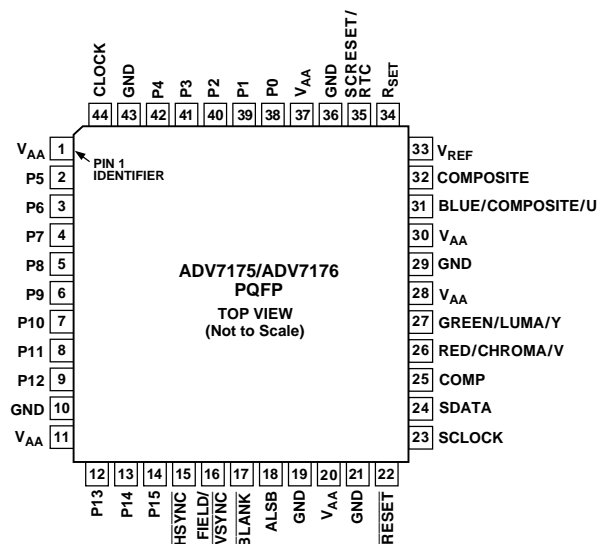 CLOCK
GND
P4
P3
P2
P1
P0
VAA
GND
SCRESET/
RTC
RSET
44 43 42 41 40 39 38 37 36 35 34
VAA 1
PIN 1
IDENTIFIER
P5 2
P6 3
P7 4
P8 5
P9 6
P10 7
P11 8
P12 9
GND 10
VAA 11
ADV7175/ADV7176
PQFP
TOP VIEW
(Not to Scale)
33 VREF
32 COMPOSITE
31 BLUE/COMPOSITE/U
30 VAA
29 GND
28 VAA
27 GREEN/LUMA/Y
26 RED/CHROMA/V
25 COMP
24 SDATA
23 SCLOCK
12 13 14 15 16 17 18 19 20 21 22
P13
P14
P15
HSYNC
FIELD/
VSYNC
BLANK
ALSB
GND
VAA
GND
RESET